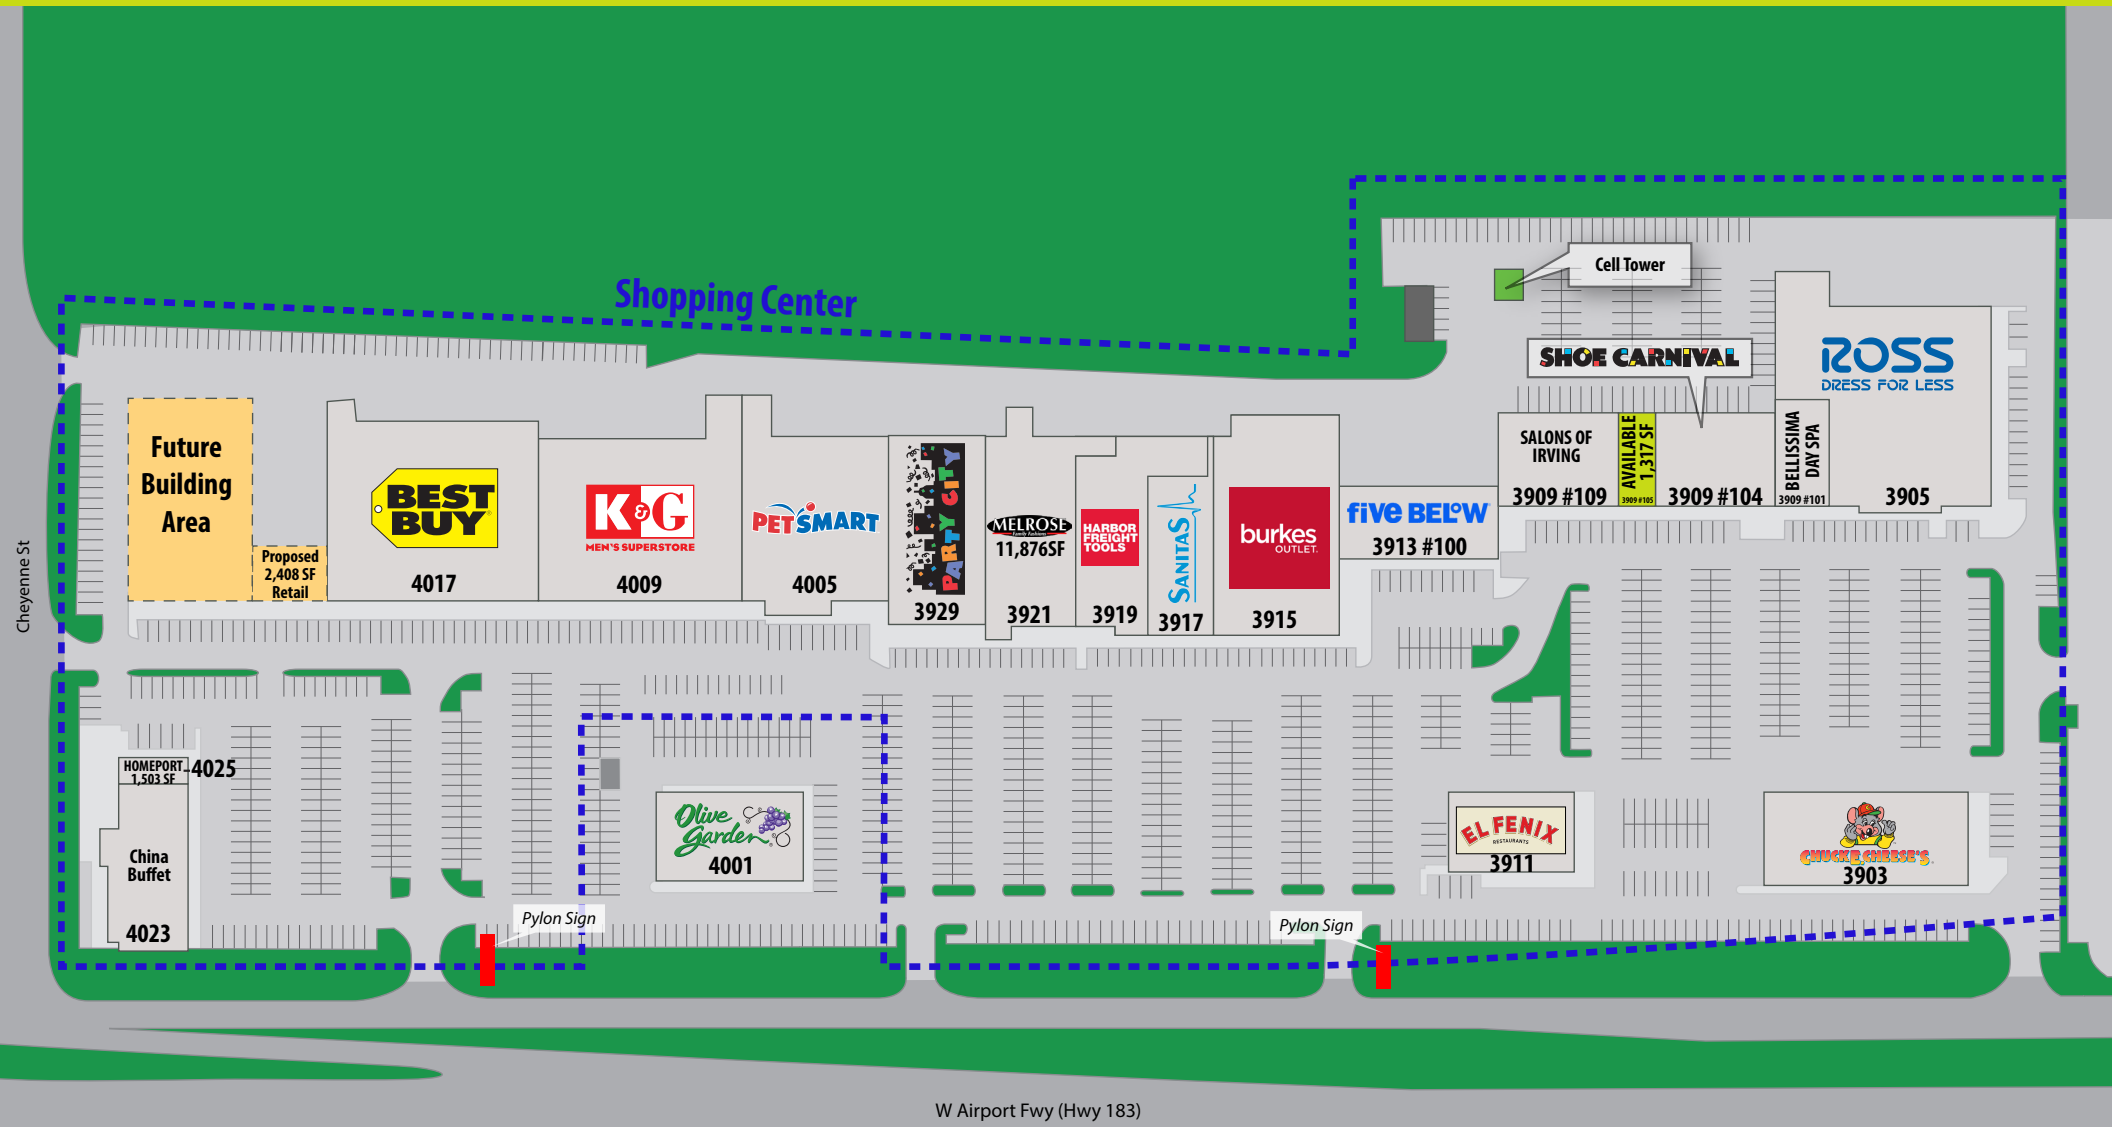 Shopping Center
Cell Tower
SHOE CARNIVAL
ROSS
DRESS FOR LESS
3905
BELLISSIMA
DAY SPA
3909 #101
3909 #104
AVAILABLE
1,317 SF
3909 #105
SALONS OF
IRVING
3909 #109
five BELOW
3913 #100
burkes
OUTLET.
3915
SANITAS
3917
HARBOR
FREIGHT
TOOLS
3919
MELROSE
Family Fashions
11,876SF
3921
PARTY CITY
3929
PETSMART
4005
K&G
MEN'S SUPERSTORE
4009
BEST
BUY
4017
Proposed
2,408 SF
Retail
Future
Building
Area
Cheyenne St
HOMEPORT
1,503 SF
4025
China
Buffet
4023
Olive
Garden
4001
Pylon Sign
Pylon Sign
EL FENIX
RESTAURANTS
3911
CHUCK E. CHEESE'S
3903
W Airport Fwy (Hwy 183)